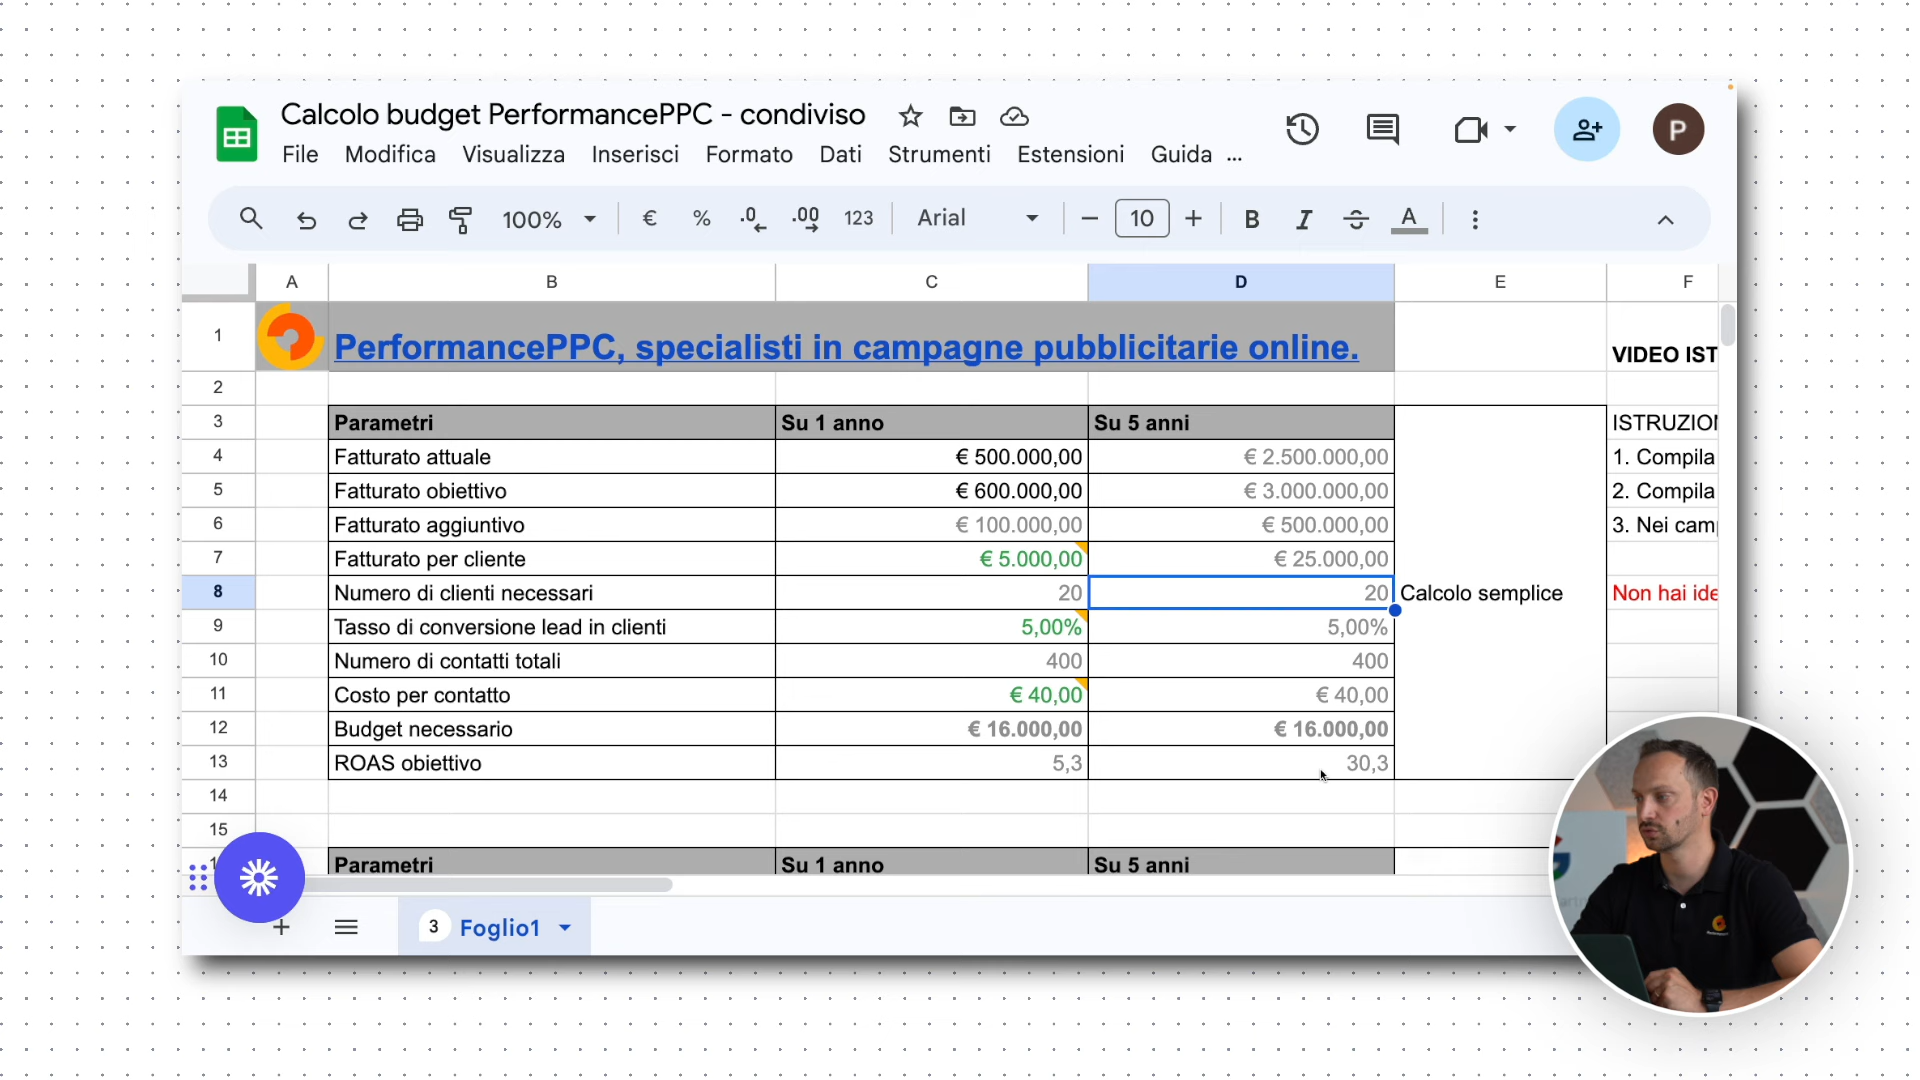 Calcolo budget PerformancePPC - condiviso
File Modifica Visualizza Inserisci Formato Dati Strumenti Estensioni Guida ...
P
100% € % .0 .00 123 Arial 10 B I S A
A B C D E F
1 PerformancePPC, specialisti in campagne pubblicitarie online. VIDEO IST
2
3 Parametri Su 1 anno Su 5 anni ISTRUZION
4 Fatturato attuale € 500.000,00 € 2.500.000,00 1. Compila
5 Fatturato obiettivo € 600.000,00 € 3.000.000,00 2. Compila
6 Fatturato aggiuntivo € 100.000,00 € 500.000,00 3. Nei cam
7 Fatturato per cliente € 5.000,00 € 25.000,00
8 Numero di clienti necessari 20 20 Calcolo semplice Non hai ide
9 Tasso di conversione lead in clienti 5,00% 5,00%
10 Numero di contatti totali 400 400
11 Costo per contatto € 40,00 € 40,00
12 Budget necessario € 16.000,00 € 16.000,00
13 ROAS obiettivo 5,3 30,3
14
15
Parametri Su 1 anno Su 5 anni
3 Foglio1